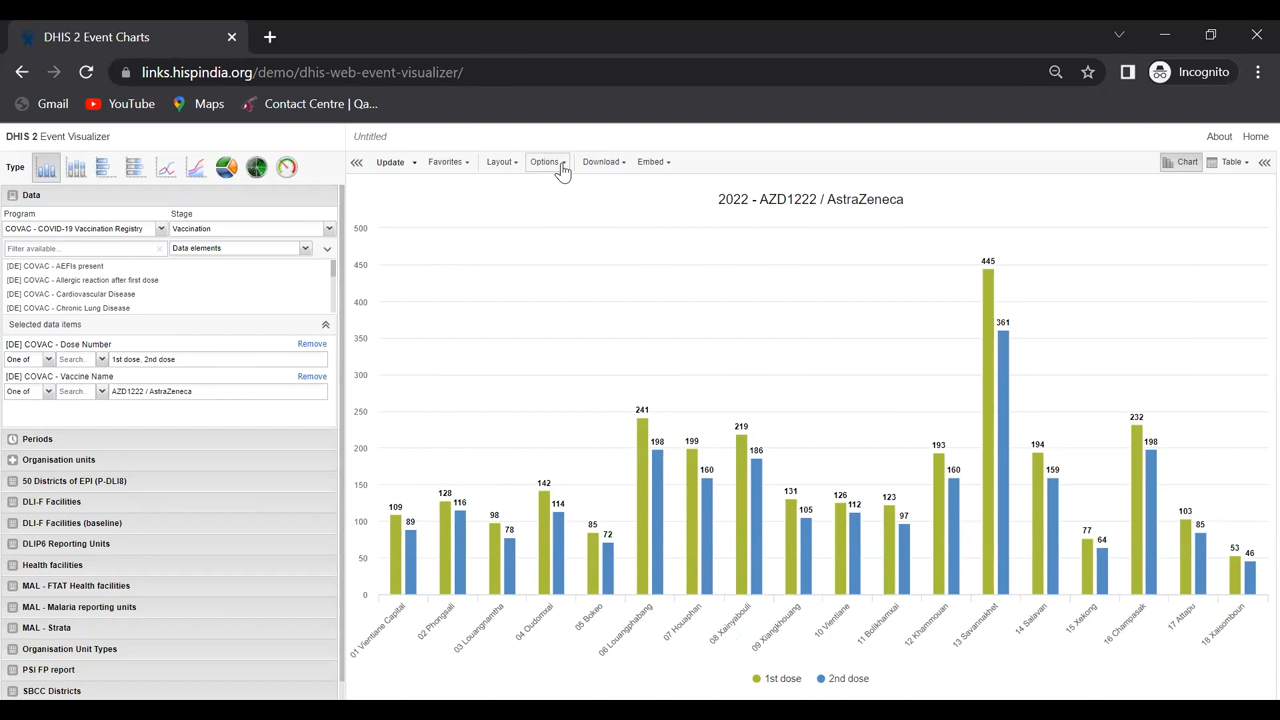 DHIS 2 Event Charts
links.hispindia.org/demo/dhis-web-event-visualizer/
Incognito
Gmail
YouTube
Maps
Contact Centre | Qa...
DHIS 2 Event Visualizer
Untitled
About
Home
Type
Update
Favorites
Layout
Options
Download
Embed
Chart
Table
Data
Program
Stage
COVAC - COVID-19 Vaccination Registry
Vaccination
Filter available...
Data elements
[DE] COVAC - AEFIs present
[DE] COVAC - Allergic reaction after first dose
[DE] COVAC - Cardiovascular Disease
[DE] COVAC - Chronic Lung Disease
Selected data items
[DE] COVAC - Dose Number
Remove
One of
Search..
1st dose, 2nd dose
[DE] COVAC - Vaccine Name
Remove
One of
Search..
AZD1222 / AstraZeneca
Periods
Organisation units
50 Districts of EPI (P-DLI8)
DLI-F Facilities
DLI-F Facilities (baseline)
DLIP6 Reporting Units
Health facilities
MAL - FTAT Health facilities
MAL - Malaria reporting units
MAL - Strata
Organisation Unit Types
PSI FP report
SBCC Districts
2022 - AZD1222 / AstraZeneca
500
450
400
350
300
250
200
150
100
50
0
109
89
128
116
98
78
142
114
85
72
241
198
199
160
219
186
131
105
126
112
123
97
193
160
445
361
194
159
77
64
232
198
103
85
53
46
01 Vientiane Capital
02 Phongsali
03 Louangnamtha
04 Oudomxai
05 Bokeo
06 Louangphabang
07 Houaphan
08 Xainyabouli
09 Xiangkhouang
10 Vientiane
11 Bolikhamxai
12 Khammouan
13 Savannakhet
14 Salavan
15 Xekong
16 Champasak
17 Attapu
18 Xaisomboun
1st dose
2nd dose